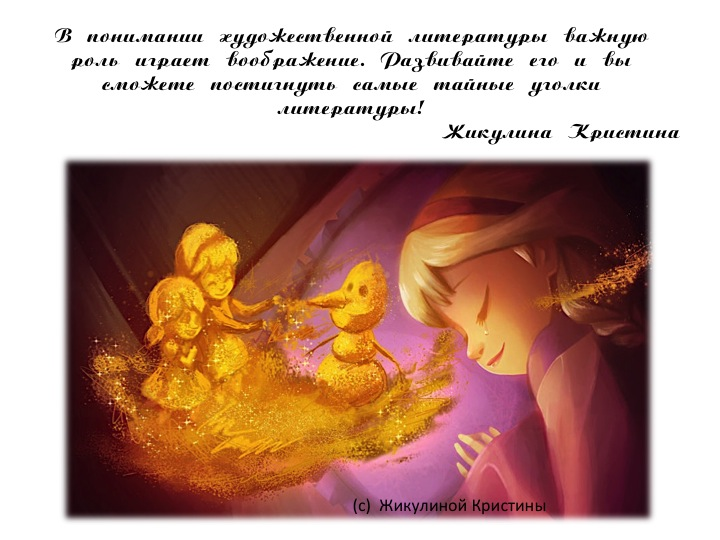 В понимании художественной литературы важную
роль играет воображение. Развивайте его и вы
сможете постигнуть самые тайные уголки
литературы!
Жикулина Кристина
(с) Жикулиной Кристины